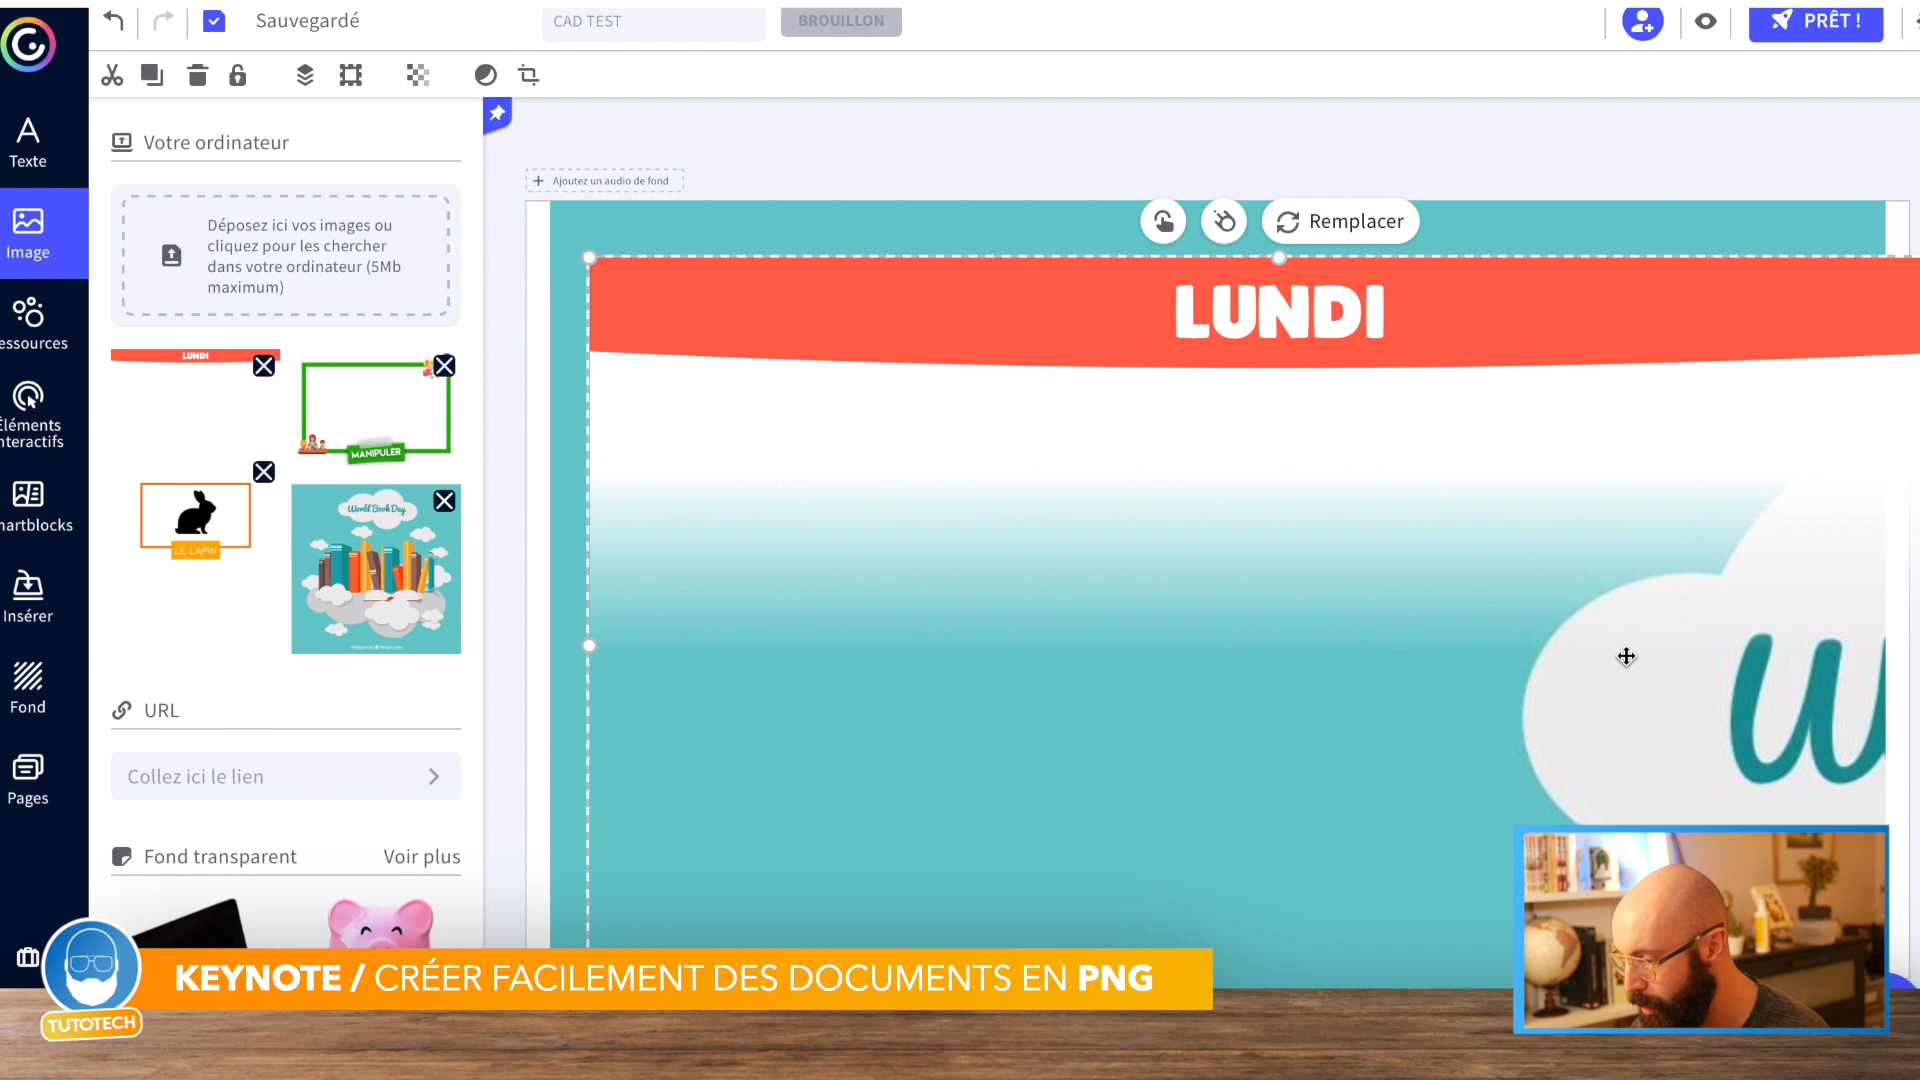 Sauvegardé
CAD TEST
BROUILLON
PRÊT !
Texte
Image
essources
Éléments
nteractifs
martblocks
Insérer
Fond
Pages
Votre ordinateur
Déposez ici vos images ou
cliquez pour les chercher
dans votre ordinateur (5Mb
maximum)
LUNDI
MANIPULER
LE LAPIN
World Book Day
URL
Collez ici le lien
Fond transparent
Voir plus
Ajoutez un audio de fond
Remplacer
LUNDI
W
KEYNOTE / CRÉER FACILEMENT DES DOCUMENTS EN PNG
TUTOTECH